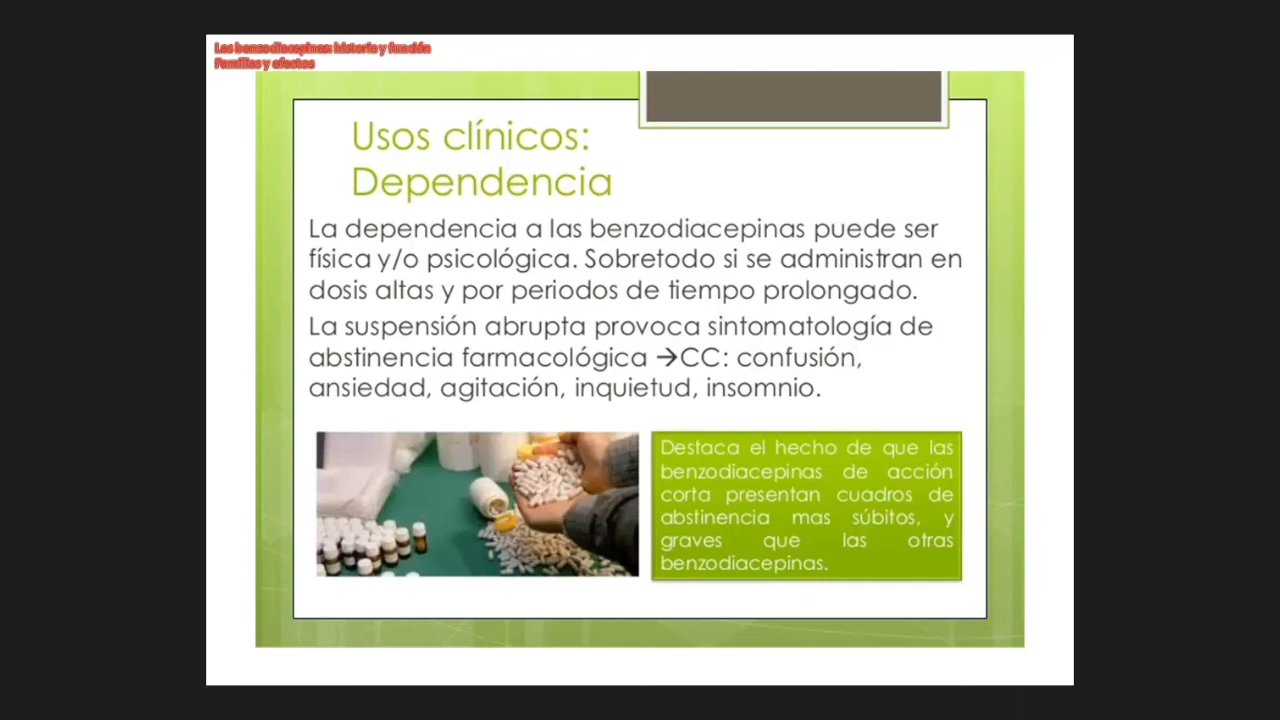 Las benzodiacepinas: historia y función
Familias y efectos
Usos clínicos:
Dependencia
La dependencia a las benzodiacepinas puede ser
física y/o psicológica. Sobretodo si se administran en
dosis altas y por periodos de tiempo prolongado.
La suspensión abrupta provoca sintomatología de
abstinencia farmacológica →CC: confusión,
ansiedad, agitación, inquietud, insomnio.
Destaca el hecho de que las
benzodiacepinas de acción
corta presentan cuadros de
abstinencia mas súbitos, y
graves que las otras
benzodiacepinas.